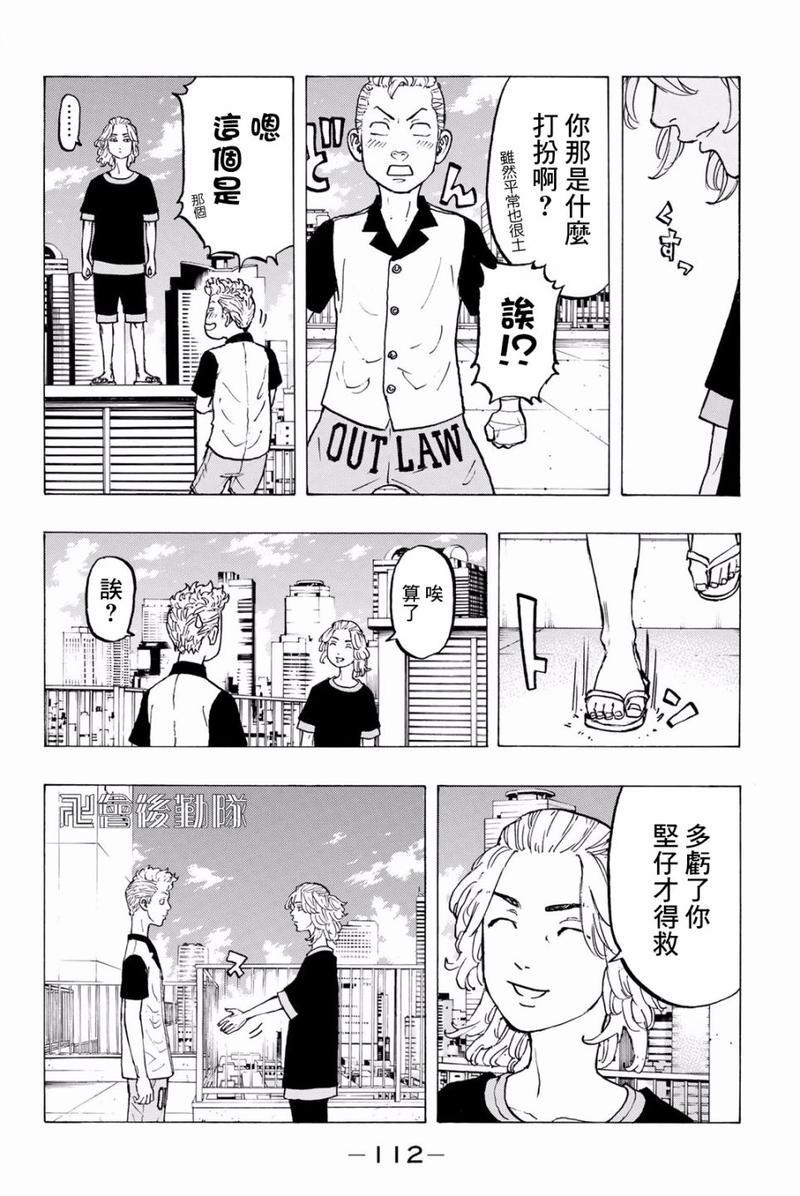 くすっ
你那是什麼
打扮啊？
雖然平常也很土
誒!?
OUT LAW
嗯
這個是
那個
……
唉
算了
誒？
多虧了你
堅仔才得救
卍會後勤隊
－112－